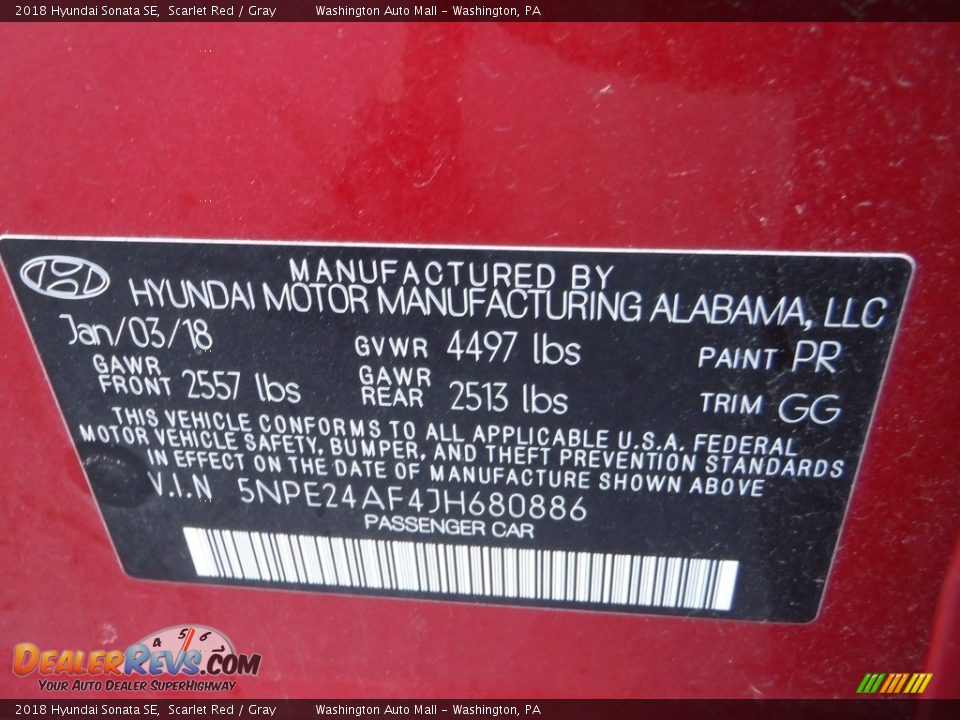 2018 Hyundai Sonata SE, Scarlet Red / Gray Washington Auto Mall - Washington, PA
MANUFACTURED BY
HYUNDAI MOTOR MANUFACTURING ALABAMA, LLC
Jan/03/18 GVWR 4497 lbs PAINT PR
GAWR FRONT 2557 lbs GAWR REAR 2513 lbs TRIM GG
THIS VEHICLE CONFORMS TO ALL APPLICABLE U.S.A. FEDERAL
MOTOR VEHICLE SAFETY, BUMPER, AND THEFT PREVENTION STANDARDS
IN EFFECT ON THE DATE OF MANUFACTURE SHOWN ABOVE
V.I.N 5NPE24AF4JH680886
PASSENGER CAR
4 5 6
DEALERREVS.COM
YOUR AUTO DEALER SUPERHIGHWAY
2018 Hyundai Sonata SE, Scarlet Red / Gray Washington Auto Mall - Washington, PA